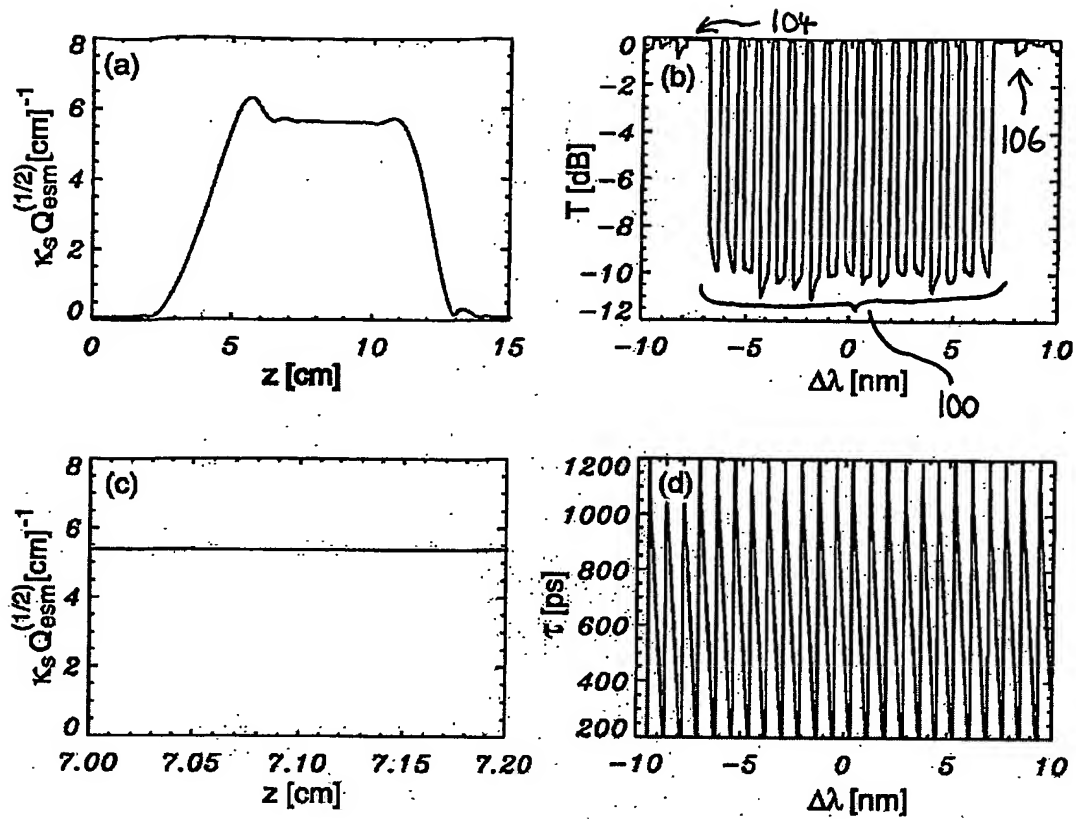 (a)
8
6
4
2
0
κs Q esm (1/2) [cm]-1
0 5 10 15
z [cm]
104
(b)
0
-2
-4
-6
-8
-10
-12
T [dB]
106
-10 -5 0 5 10
Δλ [nm]
100
(c)
8
6
4
2
0
κs Q esm (1/2) [cm]-1
7.00 7.05 7.10 7.15 7.20
z [cm]
(d)
1200
1000
800
600
400
200
τ [ps]
-10 -5 0 5 10
Δλ [nm]